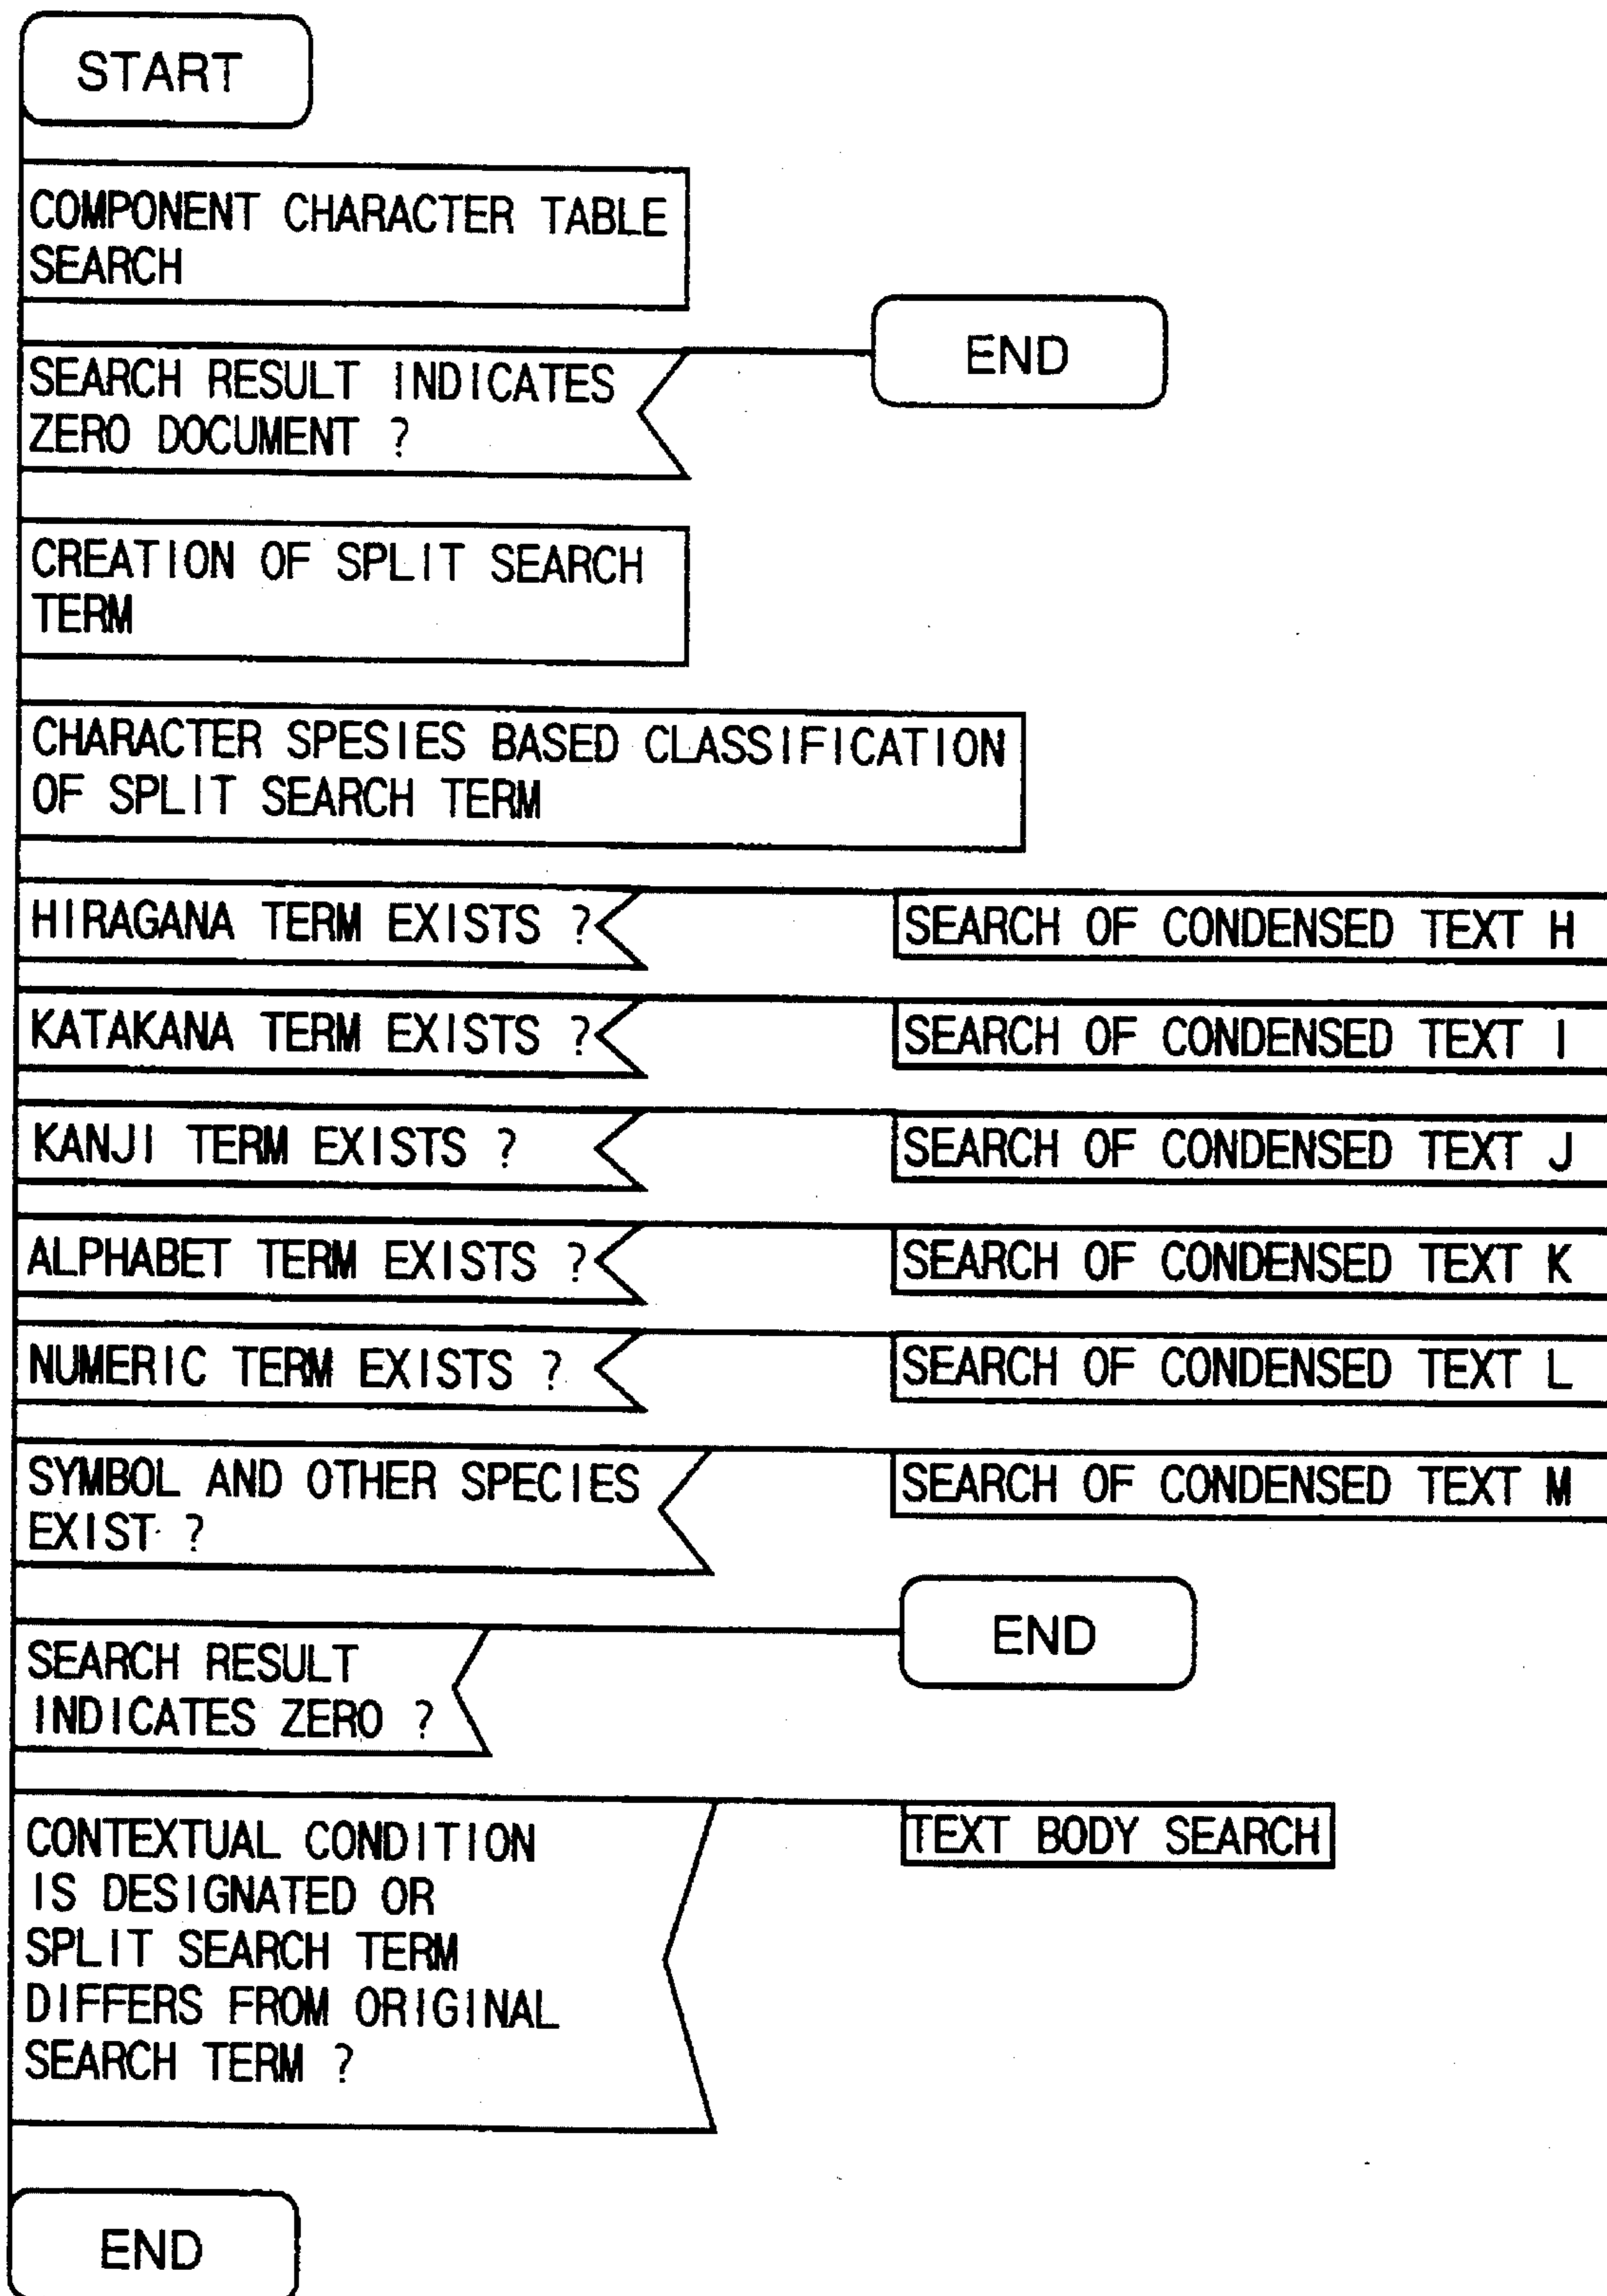 START
COMPONENT CHARACTER TABLE
SEARCH
END
SEARCH RESULT INDICATES
ZERO DOCUMENT ?
CREATION OF SPLIT SEARCH
TERM
CHARACTER SPESIES BASED CLASSIFICATION
OF SPLIT SEARCH TERM
HIRAGANA TERM EXISTS ?
SEARCH OF CONDENSED TEXT H
KATAKANA TERM EXISTS ?
SEARCH OF CONDENSED TEXT I
KANJI TERM EXISTS ?
SEARCH OF CONDENSED TEXT J
ALPHABET TERM EXISTS ?
SEARCH OF CONDENSED TEXT K
NUMERIC TERM EXISTS ?
SEARCH OF CONDENSED TEXT L
SYMBOL AND OTHER SPECIES
EXIST ?
SEARCH OF CONDENSED TEXT M
END
SEARCH RESULT
INDICATES ZERO ?
CONTEXTUAL CONDITION
IS DESIGNATED OR
SPLIT SEARCH TERM
DIFFERS FROM ORIGINAL
SEARCH TERM ?
TEXT BODY SEARCH
END